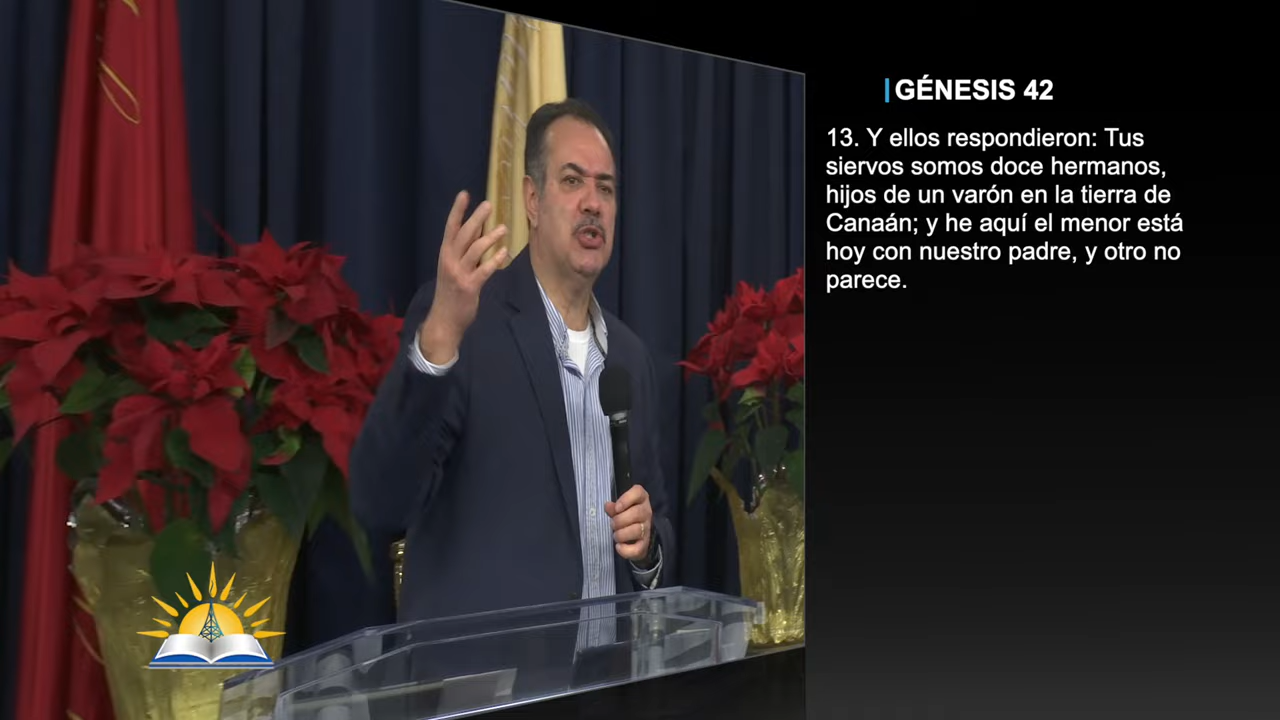 GÉNESIS 42
13. Y ellos respondieron: Tus
siervos somos doce hermanos,
hijos de un varón en la tierra de
Canaán; y he aquí el menor está
hoy con nuestro padre, y otro no
parece.